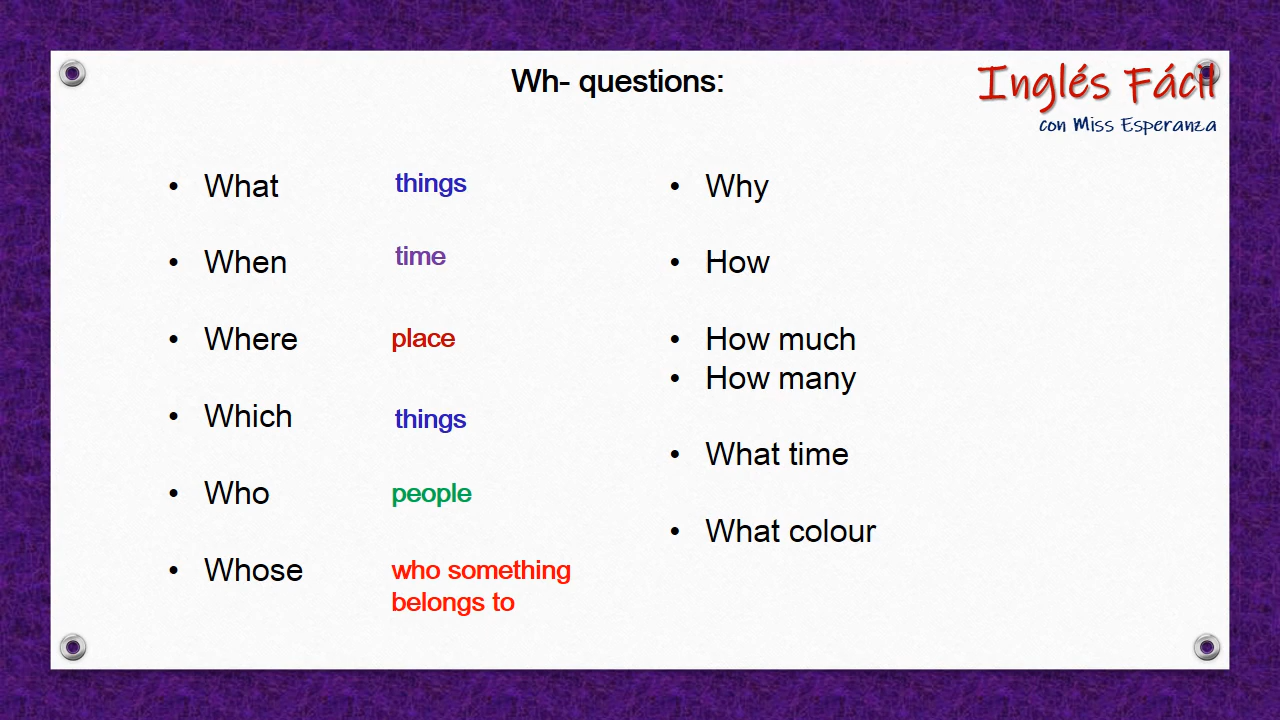 Wh- questions:
Inglés Fácil
con Miss Esperanza
• What things
• When time
• Where place
• Which things
• Who people
• Whose who something
belongs to
• Why
• How
• How much
• How many
• What time
• What colour